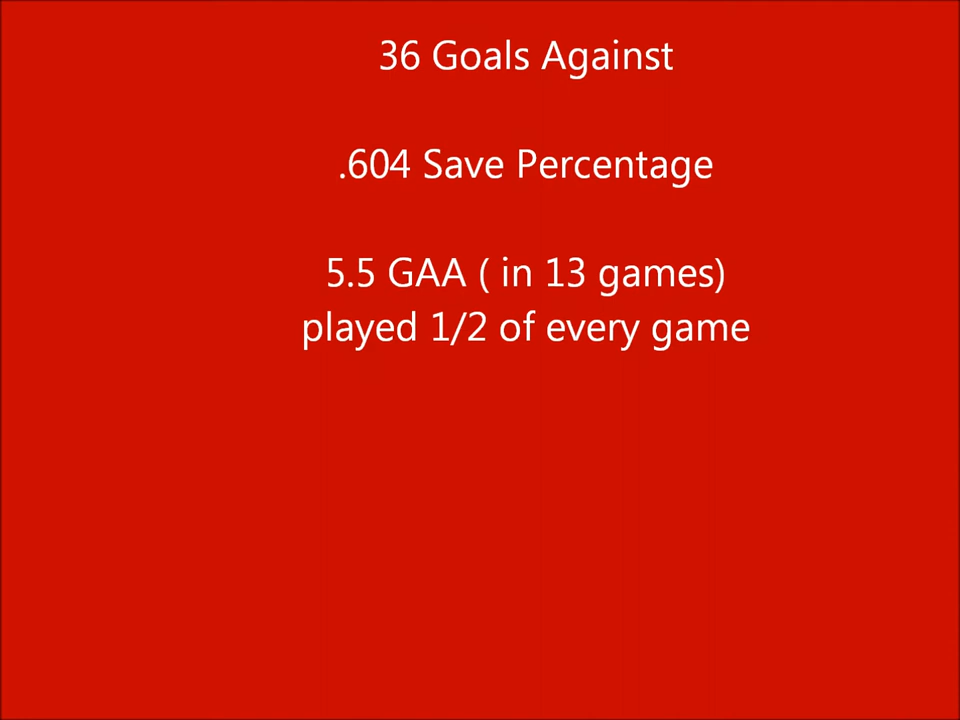 36 Goals Against
.604 Save Percentage
5.5 GAA ( in 13 games)
played 1/2 of every game